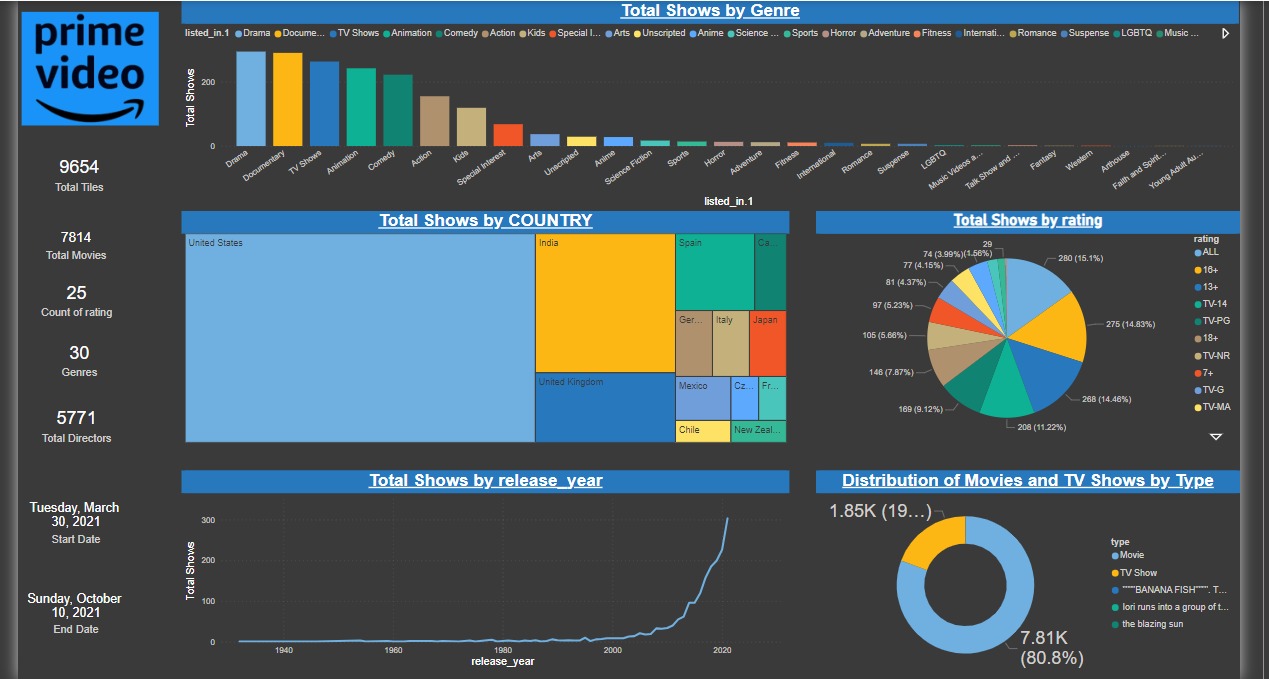 prime
video
9654
Total Tiles
7814
Total Movies
25
Count of rating
30
Genres
5771
Total Directors
Tuesday, March
30, 2021
Start Date
Sunday, October
10, 2021
End Date
Total Shows by Genre
listed_in.1 Drama Docume... TV Shows Animation Comedy Action Kids Special I... Arts Unscripted Anime Science ... Sports Horror Adventure Fitness Internati... Romance Suspense LGBTQ Music ...
Total Shows
200
0
Drama Documentary TV Shows Animation Comedy Action Kids Special Interest Arts Unscripted Anime Science Fiction Sports Horror Adventure Fitness International Romance Suspense LGBTQ Music Videos a... Talk Show and ... Fantasy Western Arthouse Faith and Spirit... Young Adult Au...
listed_in.1
Total Shows by COUNTRY
United States
India
United Kingdom
Spain
Ca...
Ger...
Italy
Japan
Mexico
Cz...
Fr...
Chile
New Zeal...
Total Shows by rating
29
74 (3.99%)
(1.56%)
77 (4.15%)
81 (4.37%)
97 (5.23%)
105 (5.66%)
146 (7.87%)
169 (9.12%)
208 (11.22%)
268 (14.46%)
275 (14.83%)
280 (15.1%)
rating
ALL
16+
13+
TV-14
TV-PG
18+
TV-NR
7+
TV-G
TV-MA
Total Shows by release_year
Total Shows
300
200
100
0
1940 1960 1980 2000 2020
release_year
Distribution of Movies and TV Shows by Type
1.85K (19...)
7.81K
(80.8%)
type
Movie
TV Show
""""BANANA FISH"""". T...
Iori runs into a group of t...
the blazing sun